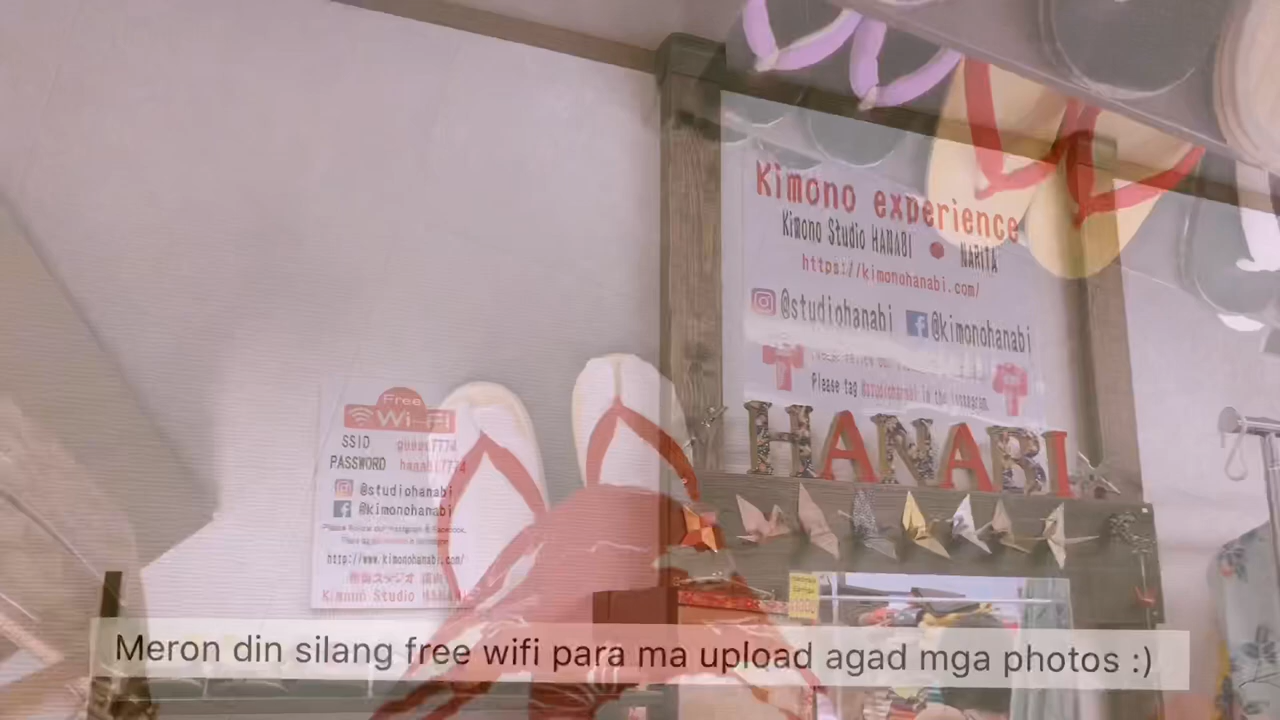 Kimono experience
Kimono Studio HANABI ● NARITA
https://kimonohanabi.com/
@studiohanabi @kimonohanabi
Please tag @studiohanabi in the
HANABI
Free
Wi-Fi
SSID
PASSWORD
@studiohanabi
@kimonohanabi
http://www.kimonohanabi.com/
Kimono Studio HANABI
Meron din silang free wifi para ma upload agad mga photos :)